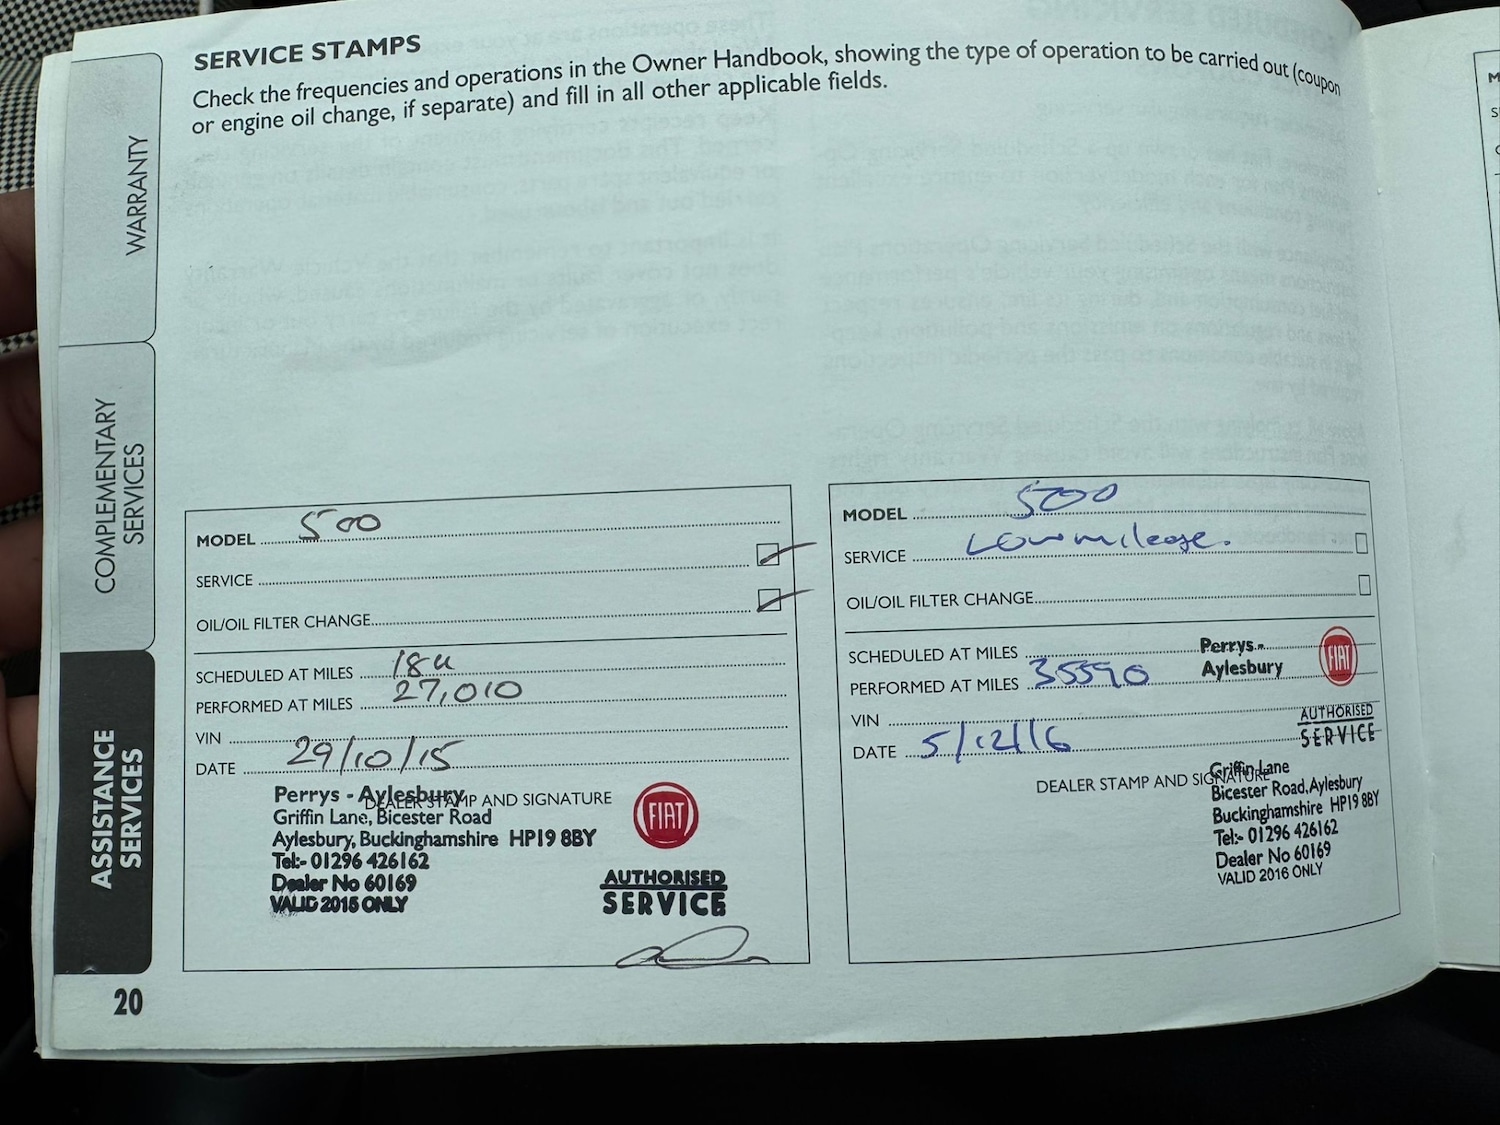 SERVICE STAMPS
Check the frequencies and operations in the Owner Handbook, showing the type of operation to be carried out (coupon
or engine oil change, if separate) and fill in all other applicable fields.
WARRANTY
COMPLEMENTARY
SERVICES
ASSISTANCE
SERVICES
MODEL 500
SERVICE
OIL/OIL FILTER CHANGE
SCHEDULED AT MILES
PERFORMED AT MILES 27,010
VIN
DATE 29/10/15
DEALER STAMP AND SIGNATURE
Perrys - Aylesbury
Griffin Lane, Bicester Road
Aylesbury, Buckinghamshire HP19 8BY
Tel:- 01296 426162
Dealer No 60169
VALID 2015 ONLY
FIAT
AUTHORISED
SERVICE
MODEL 500
SERVICE Low mileage.
OIL/OIL FILTER CHANGE
SCHEDULED AT MILES
PERFORMED AT MILES 35590
VIN
DATE 5/12/16
DEALER STAMP AND SIGNATURE
Perrys -
Aylesbury
FIAT
AUTHORISED
SERVICE
Griffin Lane
Bicester Road, Aylesbury
Buckinghamshire HP19 8BY
Tel:- 01296 426162
Dealer No 60169
VALID 2016 ONLY
20